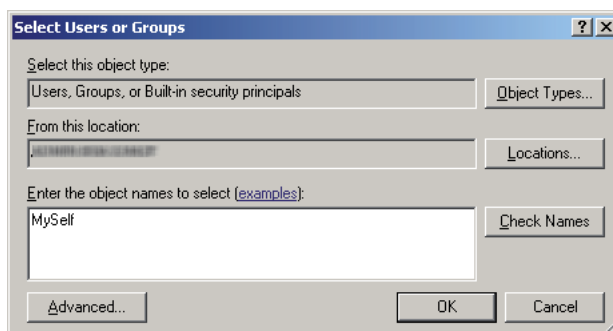 Select Users or Groups
Select this object type:
Users, Groups, or Built-in security principals
Object Types...
From this location:
Locations...
Enter the object names to select (examples):
MySelf
Check Names
Advanced...
OK
Cancel